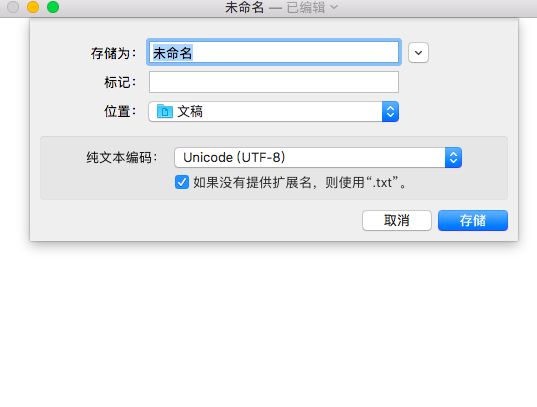 未命名 — 已编辑
存储为：
未命名
标记：
位置：
文稿
纯文本编码：
Unicode (UTF-8)
如果没有提供扩展名，则使用“.txt”。
取消
存储